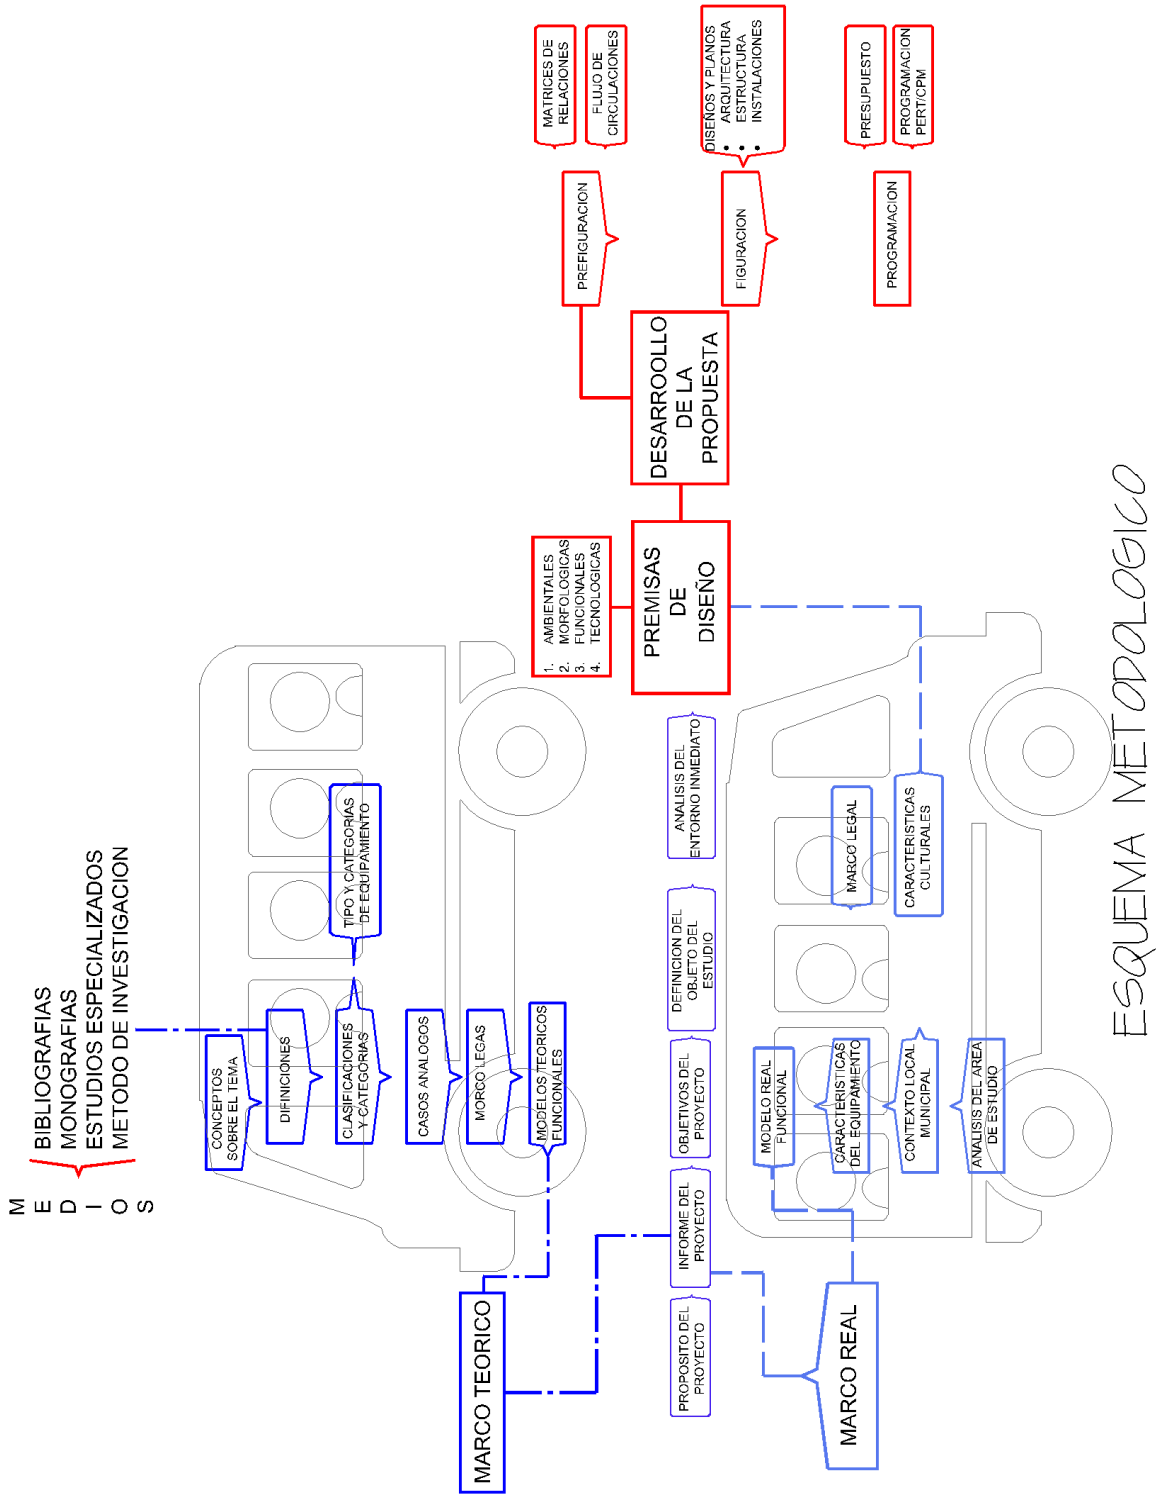 M
E
D
I
O
S
BIBLIOGRAFIAS
MONOGRAFIAS
ESTUDIOS ESPECIALIZADOS
METODO DE INVESTIGACION
CONCEPTOS
SOBRE EL TEMA
DIFINICIONES
CLASIFICACIONES
Y CATEGORIAS
TIPO Y CATEGORIAS
DE EQUIPAMIENTO
CASOS ANALOGOS
MORCO LEGAS
MODELOS TEORICOS
FUNCIONALES
MARCO TEORICO
PROPOSITO DEL
PROYECTO
INFORME DEL
PROYECTO
OBJETIVOS DEL
PROYECTO
DEFINICION DEL
OBJETO DEL
ESTUDIO
ANALISIS DEL
ENTORNO INMEDIATO
MARCO REAL
MODELO REAL
FUNCIONAL
CARACTERISTICAS
DEL EQUIPAMIENTO
CONTEXTO LOCAL
MUNICIPAL
ANALISIS DEL AREA
DE ESTUDIO
MARCO LEGAL
CARACTERISTICAS
CULTURALES
1. AMBIENTALES
2. MORFOLOGICAS
3. FUNCIONALES
4. TECNOLOGICAS
PREMISAS
DE
DISEÑO
DESARROOLLO
DE LA
PROPUESTA
PREFIGURACION
MATRICES DE
RELACIONES
FLUJO DE
CIRCULACIONES
FIGURACION
DISEÑOS Y PLANOS
• ARQUITECTURA
• ESTRUCTURA
• INSTALACIONES
PROGRAMACION
PRESUPUESTO
PROGRAMACION
PERT/CPM
ESQUEMA METODOLOGICO